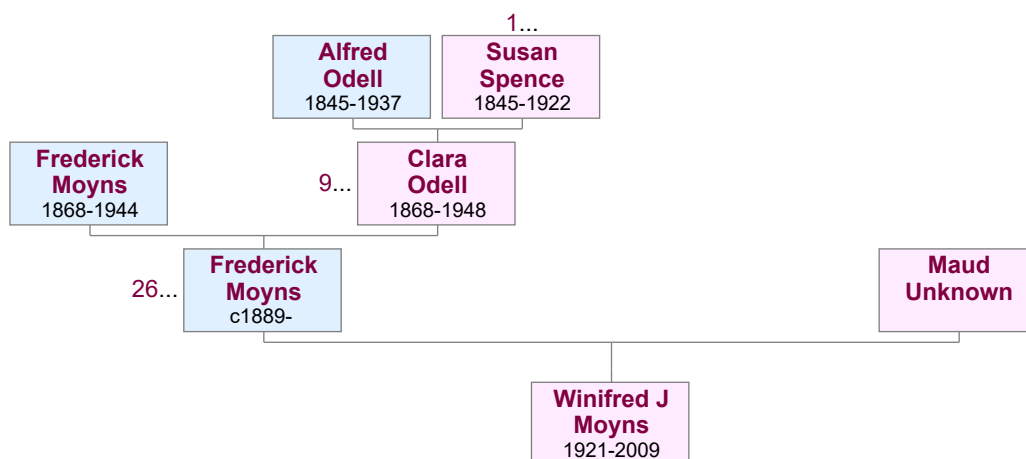 1...
Alfred
Odell
1845-1937
Susan
Spence
1845-1922
Frederick
Moyns
1868-1944
9...
Clara
Odell
1868-1948
26...
Frederick
Moyns
c1889-
Maud
Unknown
Winifred J
Moyns
1921-2009